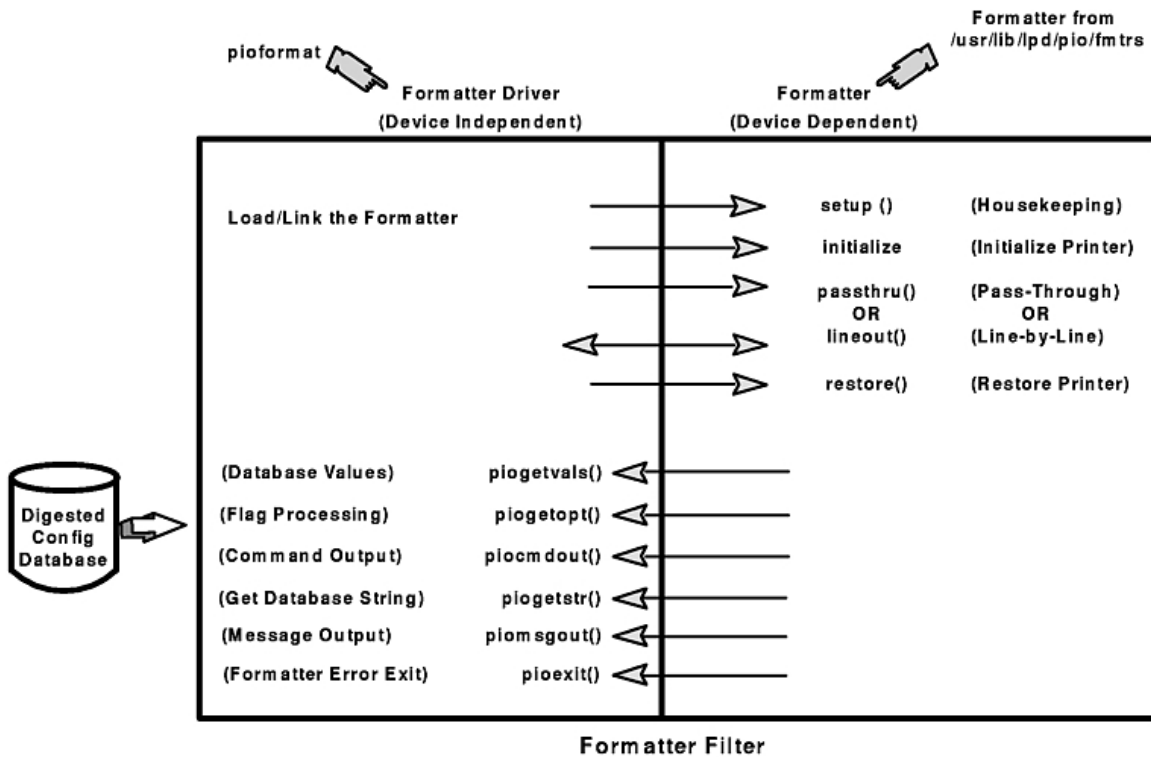 pioformat
Formatter from
/usr/lib/lpd/pio/fmtrs
Formatter Driver
(Device Independent)
Formatter
(Device Dependent)
Load/Link the Formatter
setup () (Housekeeping)
initialize (Initialize Printer)
passthru() (Pass-Through)
OR OR
lineout() (Line-by-Line)
restore() (Restore Printer)
Digested
Config
Database
(Database Values) piogetvals()
(Flag Processing) piogetopt()
(Command Output) piocmdout()
(Get Database String) piogetstr()
(Message Output) piomsgout()
(Formatter Error Exit) pioexit()
Formatter Filter